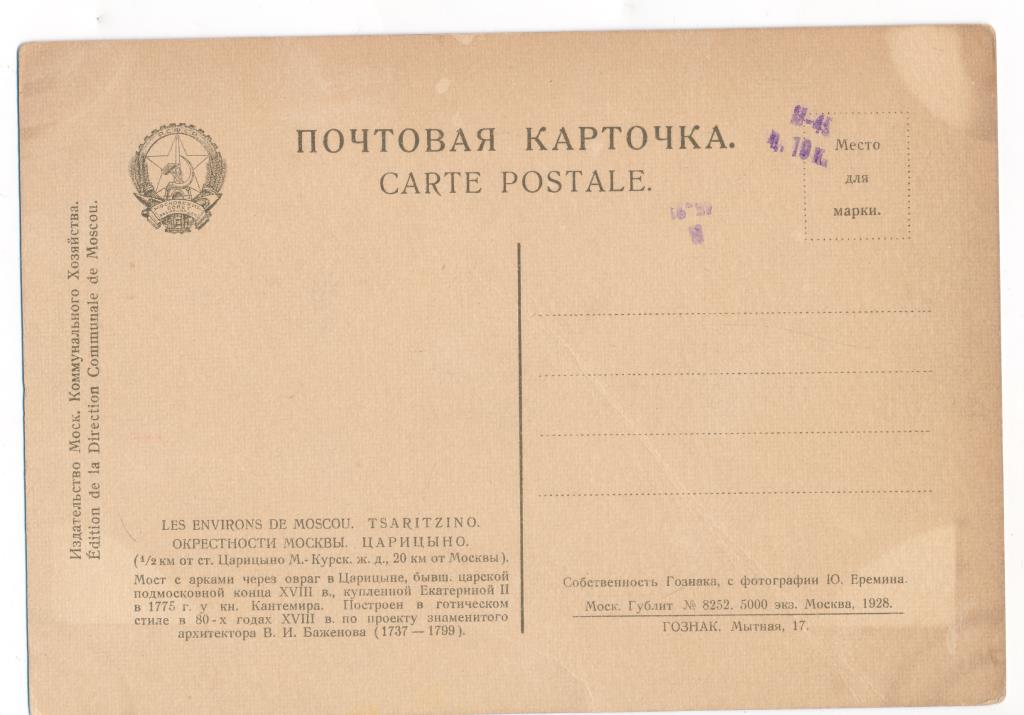 ПОЧТОВАЯ КАРТОЧКА.
CARTE POSTALE.
М-45
ц. 10 к.
Место
для
марки.
Издательство Моск. Коммунального Хозяйства.
Édition de la Direction Communale de Moscou.
LES ENVIRONS DE MOSCOU. TSARITZINO.
ОКРЕСТНОСТИ МОСКВЫ. ЦАРИЦЫНО.
(½ км от ст. Царицыно М.- Курск. ж. д., 20 км от Москвы).
Мост с арками через овраг в Царицыне, бывш. царской
подмосковной конца XVIII в., купленной Екатериной II
в 1775 г. у кн. Кантемира. Построен в готическом
стиле в 80-х годах XVIII в. по проекту знаменитого
архитектора В. И. Баженова (1737 — 1799).
Собственность Гознака, с фотографии Ю. Еремина.
Моск. Гублит № 8252. 5000 экз. Москва, 1928.
ГОЗНАК. Мытная, 17.